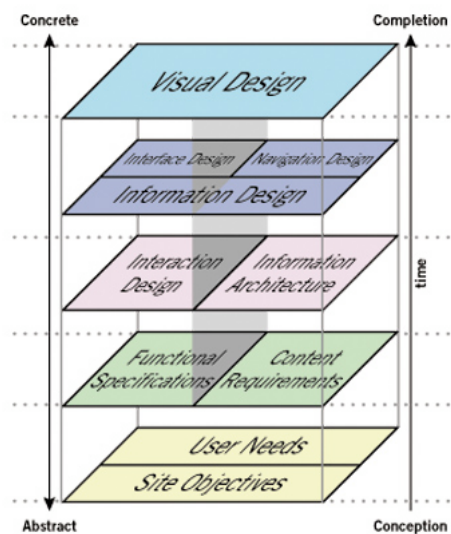 Concrete
Completion
Visual Design
Interface Design
Navigation Design
Information Design
Interaction
Design
Information
Architecture
time
Functional
Specifications
Content
Requirements
User Needs
Site Objectives
Abstract
Conception